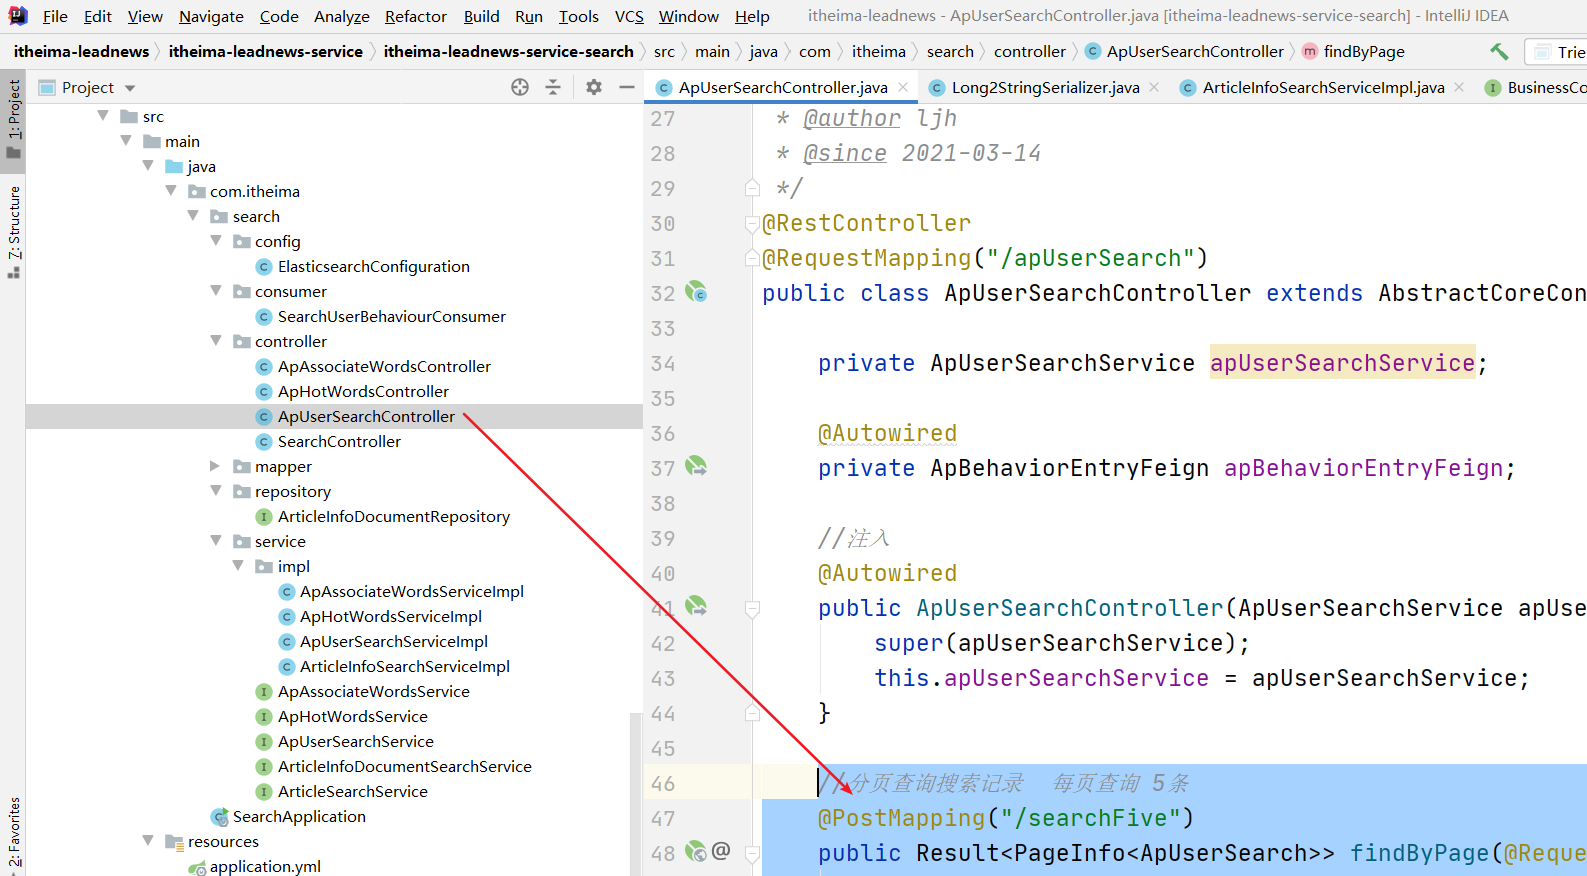 File Edit View Navigate Code Analyze Refactor Build Run Tools VCS Window Help itheima-leadnews - ApUserSearchController.java [itheima-leadnews-service-search] - IntelliJ IDEA
itheima-leadnews itheima-leadnews-service itheima-leadnews-service-search src main java com itheima search controller ApUserSearchController findByPage Trie
Project
ApUserSearchController.java Long2StringSerializer.java ArticleInfoSearchServiceImpl.java BusinessCo
1: Project
7: Structure
2: Favorites
src
main
java
com.itheima
search
config
ElasticsearchConfiguration
consumer
SearchUserBehaviourConsumer
controller
ApAssociateWordsController
ApHotWordsController
ApUserSearchController
SearchController
mapper
repository
ArticleInfoDocumentRepository
service
impl
ApAssociateWordsServiceImpl
ApHotWordsServiceImpl
ApUserSearchServiceImpl
ArticleInfoSearchServiceImpl
ApAssociateWordsService
ApHotWordsService
ApUserSearchService
ArticleInfoDocumentSearchService
ArticleSearchService
SearchApplication
resources
application.yml
27 * @author ljh
28 * @since 2021-03-14
29 */
30 @RestController
31 @RequestMapping("/apUserSearch")
32 public class ApUserSearchController extends AbstractCoreCon
33
34 private ApUserSearchService apUserSearchService;
35
36 @Autowired
37 private ApBehaviorEntryFeign apBehaviorEntryFeign;
38
39 //注入
40 @Autowired
41 public ApUserSearchController(ApUserSearchService apUse
42 super(apUserSearchService);
43 this.apUserSearchService = apUserSearchService;
44 }
45
46 //分页查询搜索记录 每页查询 5条
47 @PostMapping("/searchFive")
48 @ public Result<PageInfo<ApUserSearch>> findByPage(@Reque